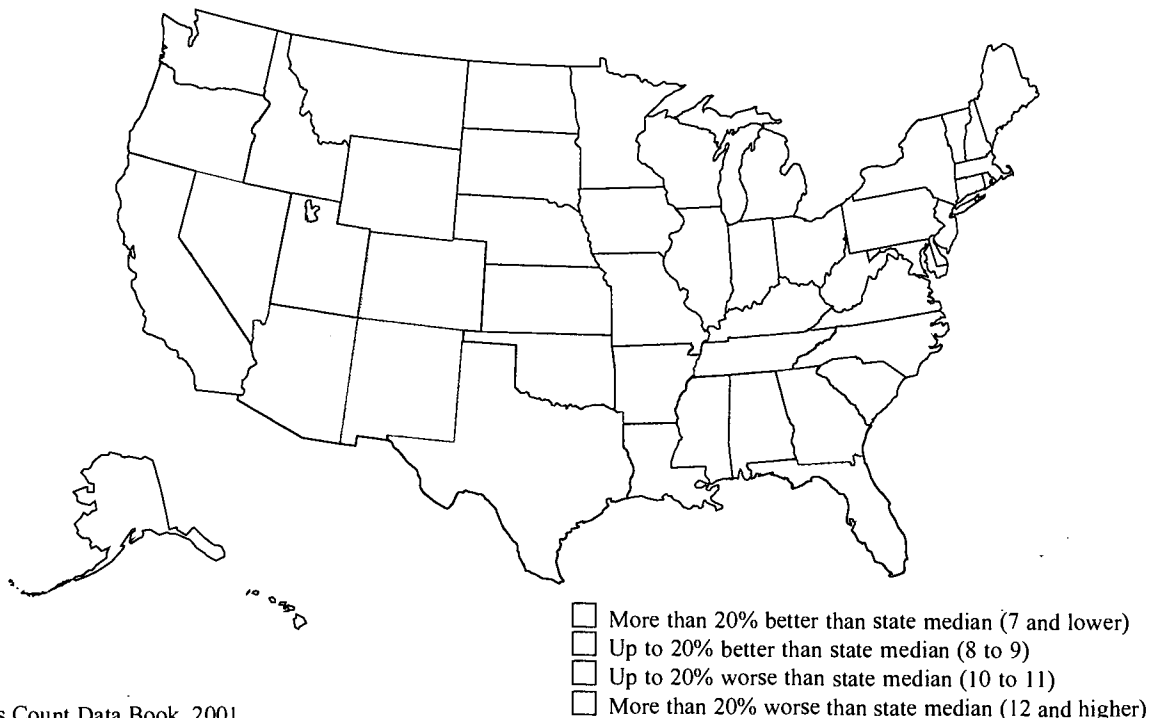 More than 20% better than state median (7 and lower)
Up to 20% better than state median (8 to 9)
Up to 20% worse than state median (10 to 11)
More than 20% worse than state median (12 and higher)
Count Data Book, 2001